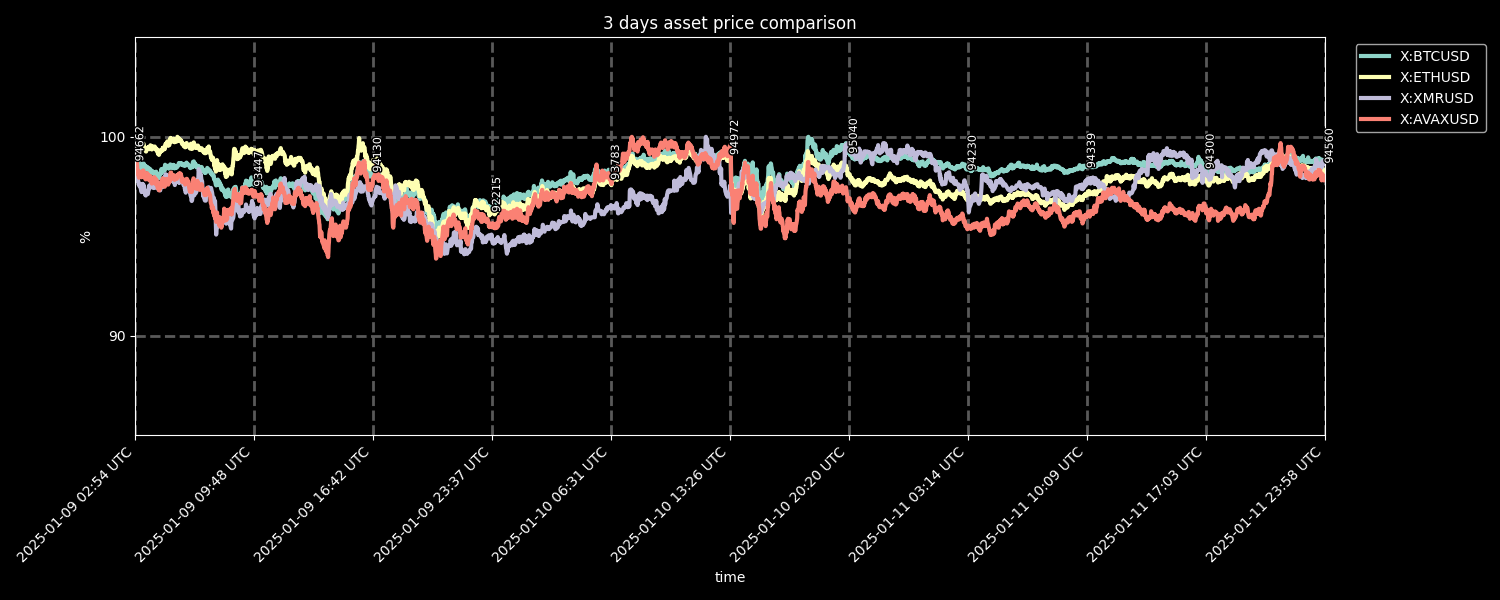 3 days asset price comparison
X:BTCUSD
X:ETHUSD
X:XMRUSD
X:AVAXUSD
100
90
%
94662
93447
94130
92215
93783
94972
95040
94230
94339
94300
94560
2025-01-09 02:54 UTC
2025-01-09 09:48 UTC
2025-01-09 16:42 UTC
2025-01-09 23:37 UTC
2025-01-10 06:31 UTC
2025-01-10 13:26 UTC
2025-01-10 20:20 UTC
2025-01-11 03:14 UTC
2025-01-11 10:09 UTC
2025-01-11 17:03 UTC
2025-01-11 23:58 UTC
time